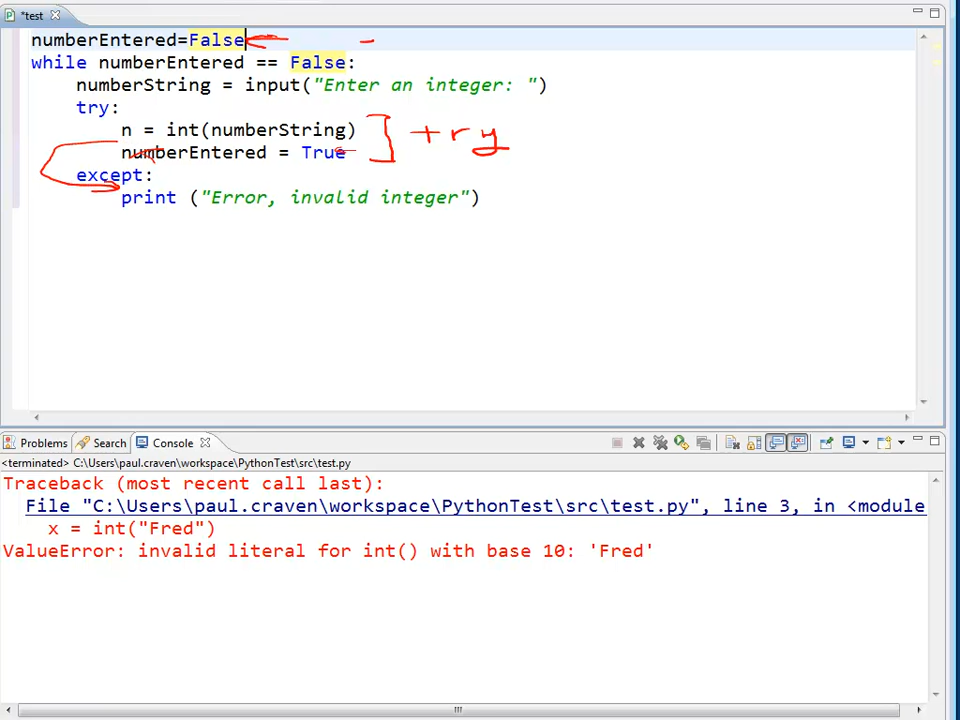 *test
numberEntered=False
while numberEntered == False:
numberString = input("Enter an integer: ")
try:
n = int(numberString)
try
numberEntered = True
except:
print ("Error, invalid integer")
Problems Search Console
<terminated> C:\Users\paul.craven\workspace\PythonTest\src\test.py
Traceback (most recent call last):
File "C:\Users\paul.craven\workspace\PythonTest\src\test.py", line 3, in <module
x = int("Fred")
ValueError: invalid literal for int() with base 10: 'Fred'